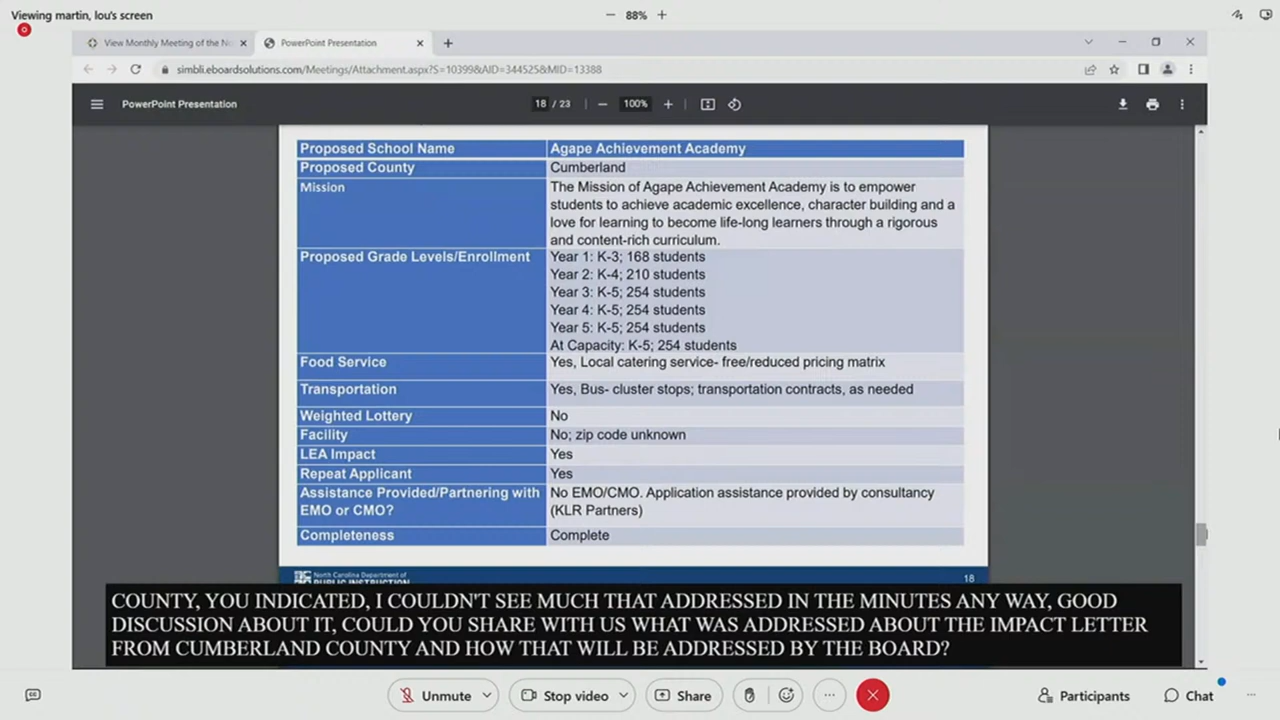 Viewing martin, lou's screen
88%
View Monthly Meeting of the No
PowerPoint Presentation
simbli.eboardsolutions.com/Meetings/Attachment.aspx?S=10399&AID=344525&MID=13388
PowerPoint Presentation
18 / 23
100%
Proposed School Name Agape Achievement Academy
Proposed County Cumberland
Mission The Mission of Agape Achievement Academy is to empower
students to achieve academic excellence, character building and a
love for learning to become life-long learners through a rigorous
and content-rich curriculum.
Proposed Grade Levels/Enrollment Year 1: K-3; 168 students
Year 2: K-4; 210 students
Year 3: K-5; 254 students
Year 4: K-5; 254 students
Year 5: K-5; 254 students
At Capacity: K-5; 254 students
Food Service Yes, Local catering service- free/reduced pricing matrix
Transportation Yes, Bus- cluster stops; transportation contracts, as needed
Weighted Lottery No
Facility No; zip code unknown
LEA Impact Yes
Repeat Applicant Yes
Assistance Provided/Partnering with No EMO/CMO. Application assistance provided by consultancy
EMO or CMO? (KLR Partners)
Completeness Complete
North Carolina Department of
PUBLIC INSTRUCTION
18
COUNTY, YOU INDICATED, I COULDN'T SEE MUCH THAT ADDRESSED IN THE MINUTES ANY WAY, GOOD
DISCUSSION ABOUT IT, COULD YOU SHARE WITH US WHAT WAS ADDRESSED ABOUT THE IMPACT LETTER
FROM CUMBERLAND COUNTY AND HOW THAT WILL BE ADDRESSED BY THE BOARD?
Unmute
Stop video
Share
Participants
Chat